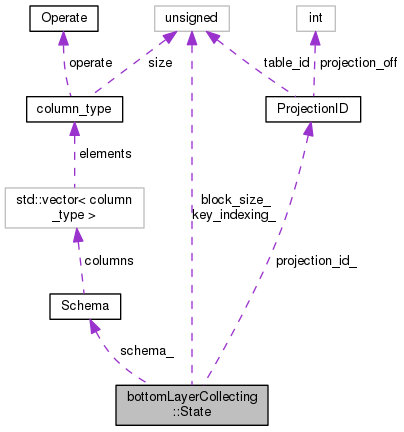 Operate
unsigned
int
operate
size
table_id
projection_off
column_type
ProjectionID
elements
std::vector< column
_type >
block_size_
key_indexing_
columns
projection_id_
Schema
schema_
bottomLayerCollecting
::State